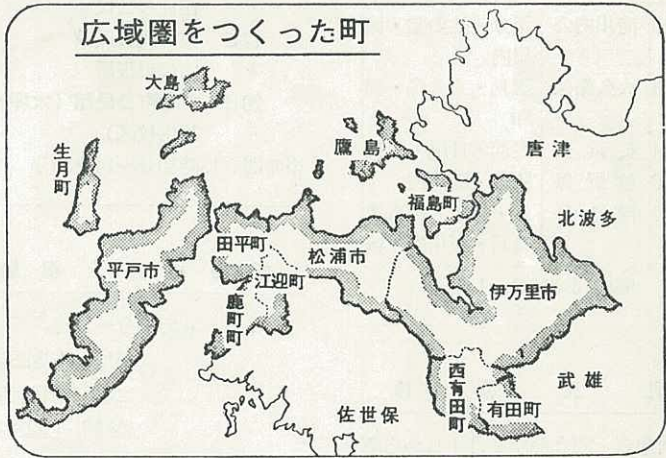 広域圏をつくった町
大島
生月町
鷹島
唐津
福島町
北波多
田平町
松浦市
平戸市
江迎町
伊万里市
鹿町町
西有田町
武雄
有田町
佐世保